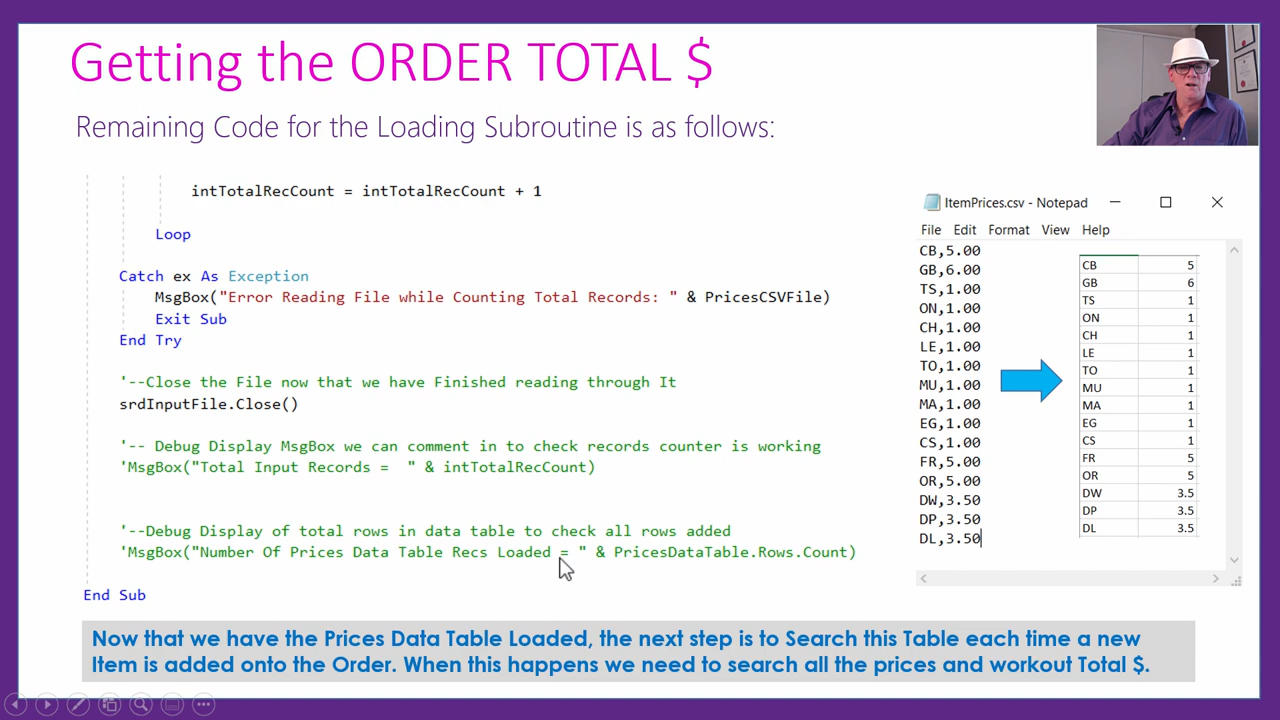 Getting the ORDER TOTAL $
Remaining Code for the Loading Subroutine is as follows:
intTotalRecCount = intTotalRecCount + 1
Loop
Catch ex As Exception
MsgBox("Error Reading File while Counting Total Records: " & PricesCSVFile)
Exit Sub
End Try
'--Close the File now that we have Finished reading through It
srdInputFile.Close()
'-- Debug Display MsgBox we can comment in to check records counter is working
'MsgBox("Total Input Records =  " & intTotalRecCount)
'--Debug Display of total rows in data table to check all rows added
'MsgBox("Number Of Prices Data Table Recs Loaded = " & PricesDataTable.Rows.Count)
End Sub
ItemPrices.csv - Notepad
File Edit Format View Help
CB,5.00
GB,6.00
TS,1.00
ON,1.00
CH,1.00
LE,1.00
TO,1.00
MU,1.00
MA,1.00
EG,1.00
CS,1.00
FR,5.00
OR,5.00
DW,3.50
DP,3.50
DL,3.50
CB 5
GB 6
TS 1
ON 1
CH 1
LE 1
TO 1
MU 1
MA 1
EG 1
CS 1
FR 5
OR 5
DW 3.5
DP 3.5
DL 3.5
Now that we have the Prices Data Table Loaded, the next step is to Search this Table each time a new
Item is added onto the Order. When this happens we need to search all the prices and workout Total $.